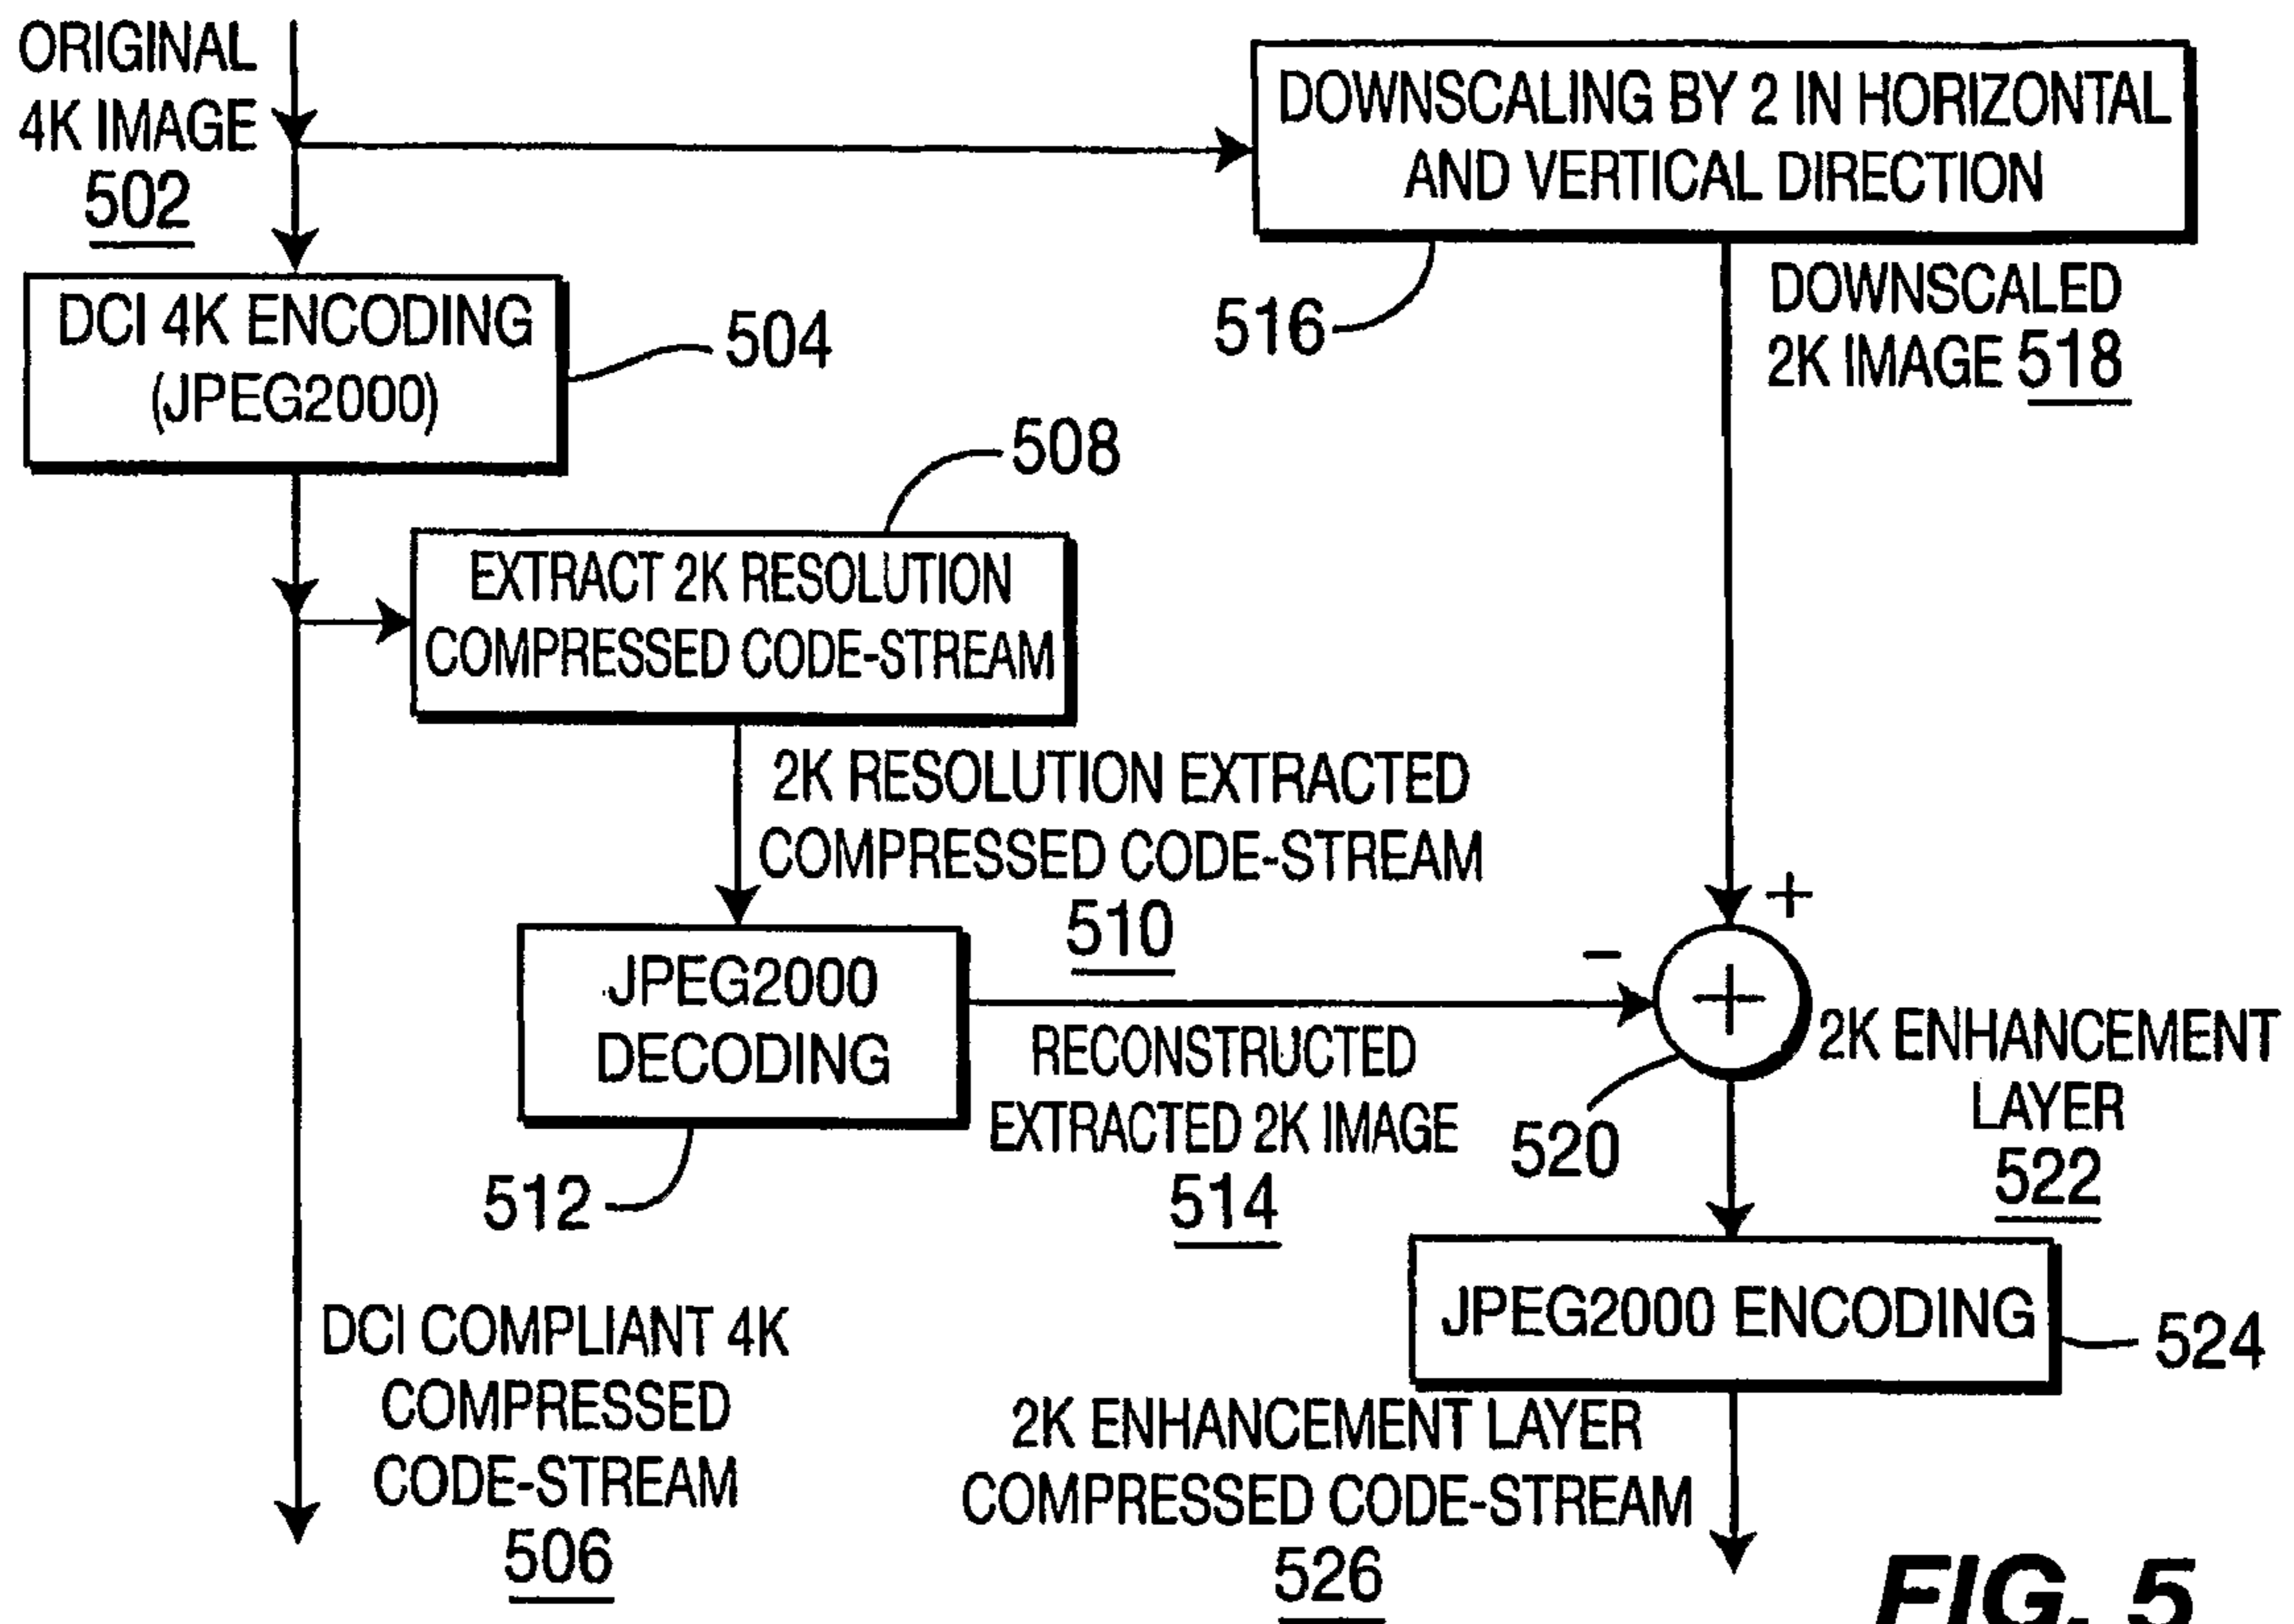 ORIGINAL
4K IMAGE
502
DOWNSCALING BY 2 IN HORIZONTAL
AND VERTICAL DIRECTION
516
DOWNSCALED
2K IMAGE 518
DCI 4K ENCODING
(JPEG2000)
504
508
EXTRACT 2K RESOLUTION
COMPRESSED CODE-STREAM
2K RESOLUTION EXTRACTED
COMPRESSED CODE-STREAM
510
JPEG2000
DECODING
512
RECONSTRUCTED
EXTRACTED 2K IMAGE
514
+
-
+
520
2K ENHANCEMENT
LAYER
522
JPEG2000 ENCODING
524
DCI COMPLIANT 4K
COMPRESSED
CODE-STREAM
506
2K ENHANCEMENT LAYER
COMPRESSED CODE-STREAM
526
FIG. 5